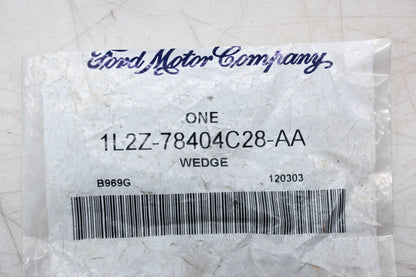 Ford Motor Company
ONE
1L2Z-78404C28-AA
WEDGE
B969G 120303